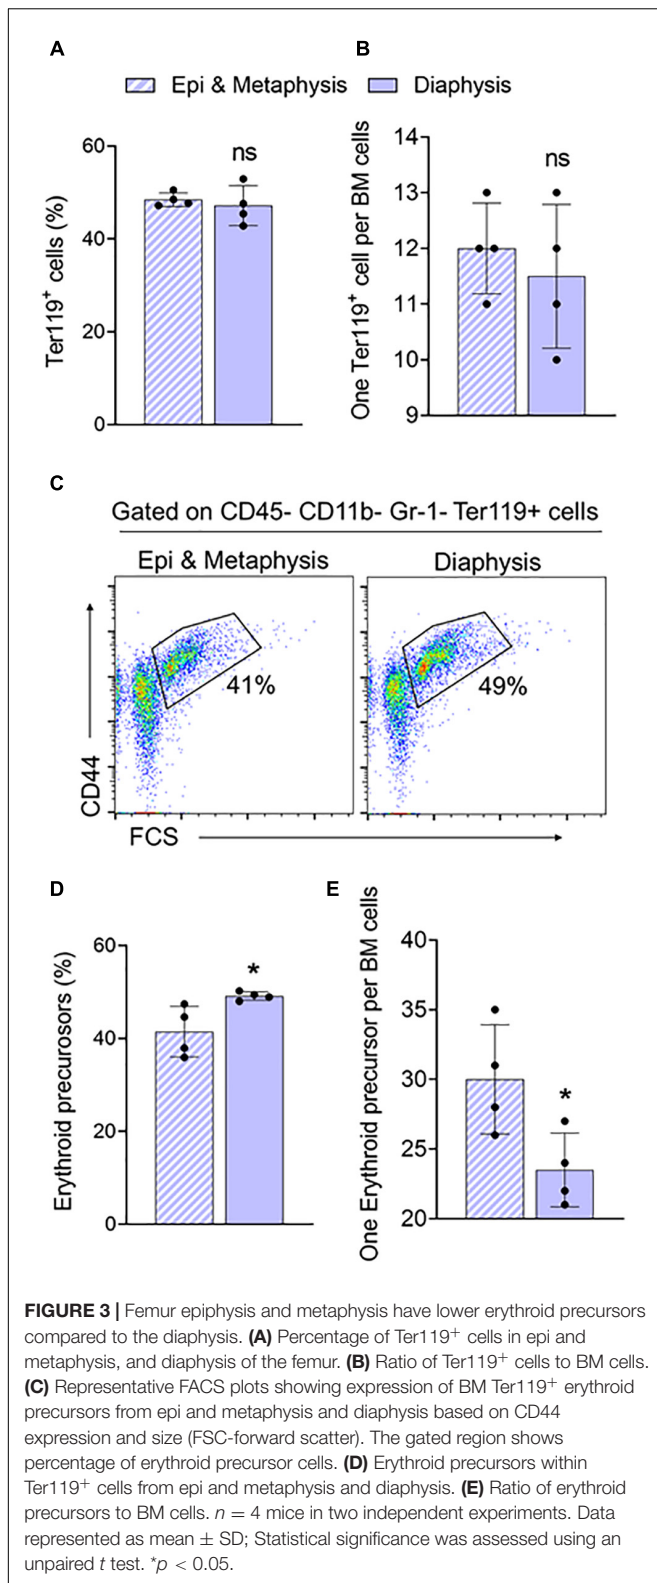 A
B
Epi & Metaphysis
Diaphysis
Ter119⁺ cells (%)
60
40
20
0
ns
One Ter119⁺ cell per BM cells
14
13
12
11
10
9
ns
C
Gated on CD45- CD11b- Gr-1- Ter119+ cells
Epi & Metaphysis
Diaphysis
CD44
41%
49%
FCS
D
E
Erythroid precurosors (%)
60
40
20
0
*
One Erythroid precursor per BM cells
40
35
30
25
20
*
FIGURE 3 | Femur epiphysis and metaphysis have lower erythroid precursors
compared to the diaphysis. (A) Percentage of Ter119⁺ cells in epi and
metaphysis, and diaphysis of the femur. (B) Ratio of Ter119⁺ cells to BM cells.
(C) Representative FACS plots showing expression of BM Ter119⁺ erythroid
precursors from epi and metaphysis and diaphysis based on CD44
expression and size (FSC-forward scatter). The gated region shows
percentage of erythroid precursor cells. (D) Erythroid precursors within
Ter119⁺ cells from epi and metaphysis and diaphysis. (E) Ratio of erythroid
precursors to BM cells. n = 4 mice in two independent experiments. Data
represented as mean ± SD; Statistical significance was assessed using an
unpaired t test. *p < 0.05.